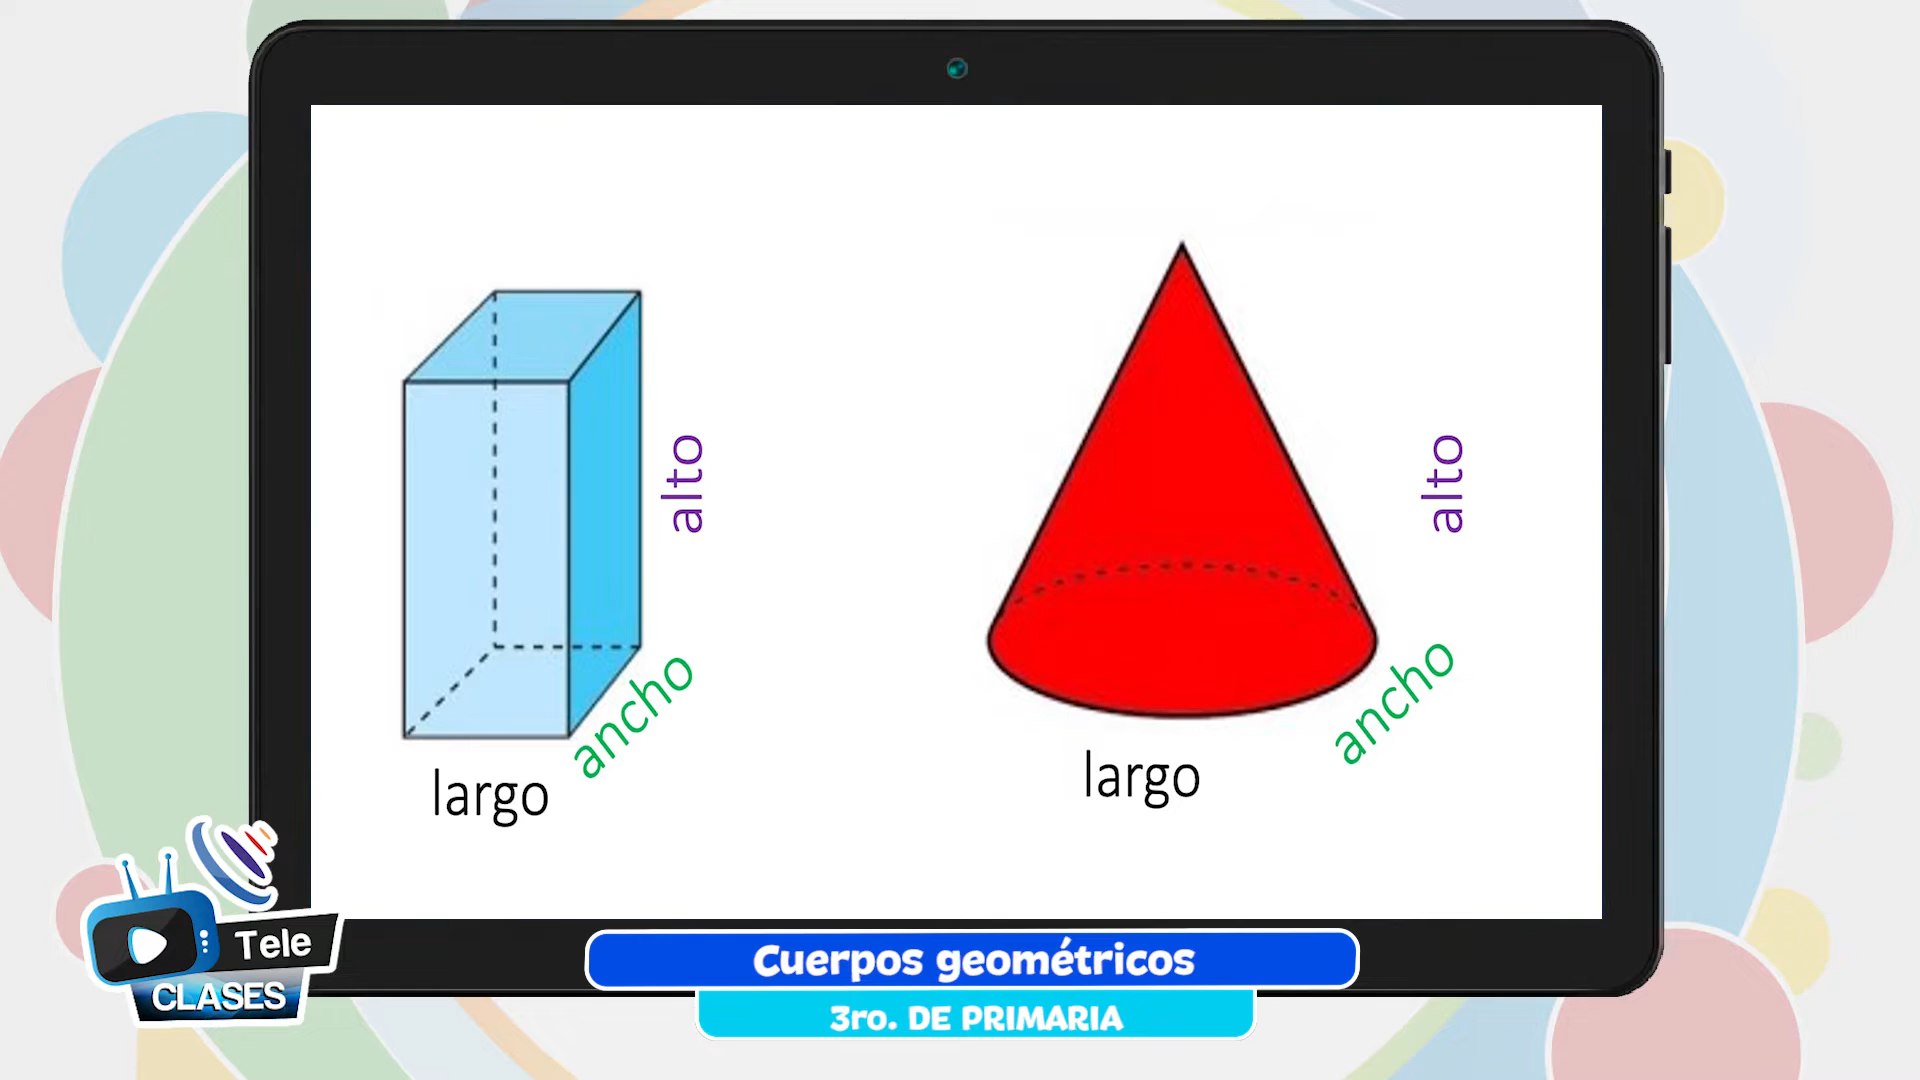 alto
ancho
largo
alto
ancho
largo
Tele
CLASES
Cuerpos geométricos
3ro. DE PRIMARIA